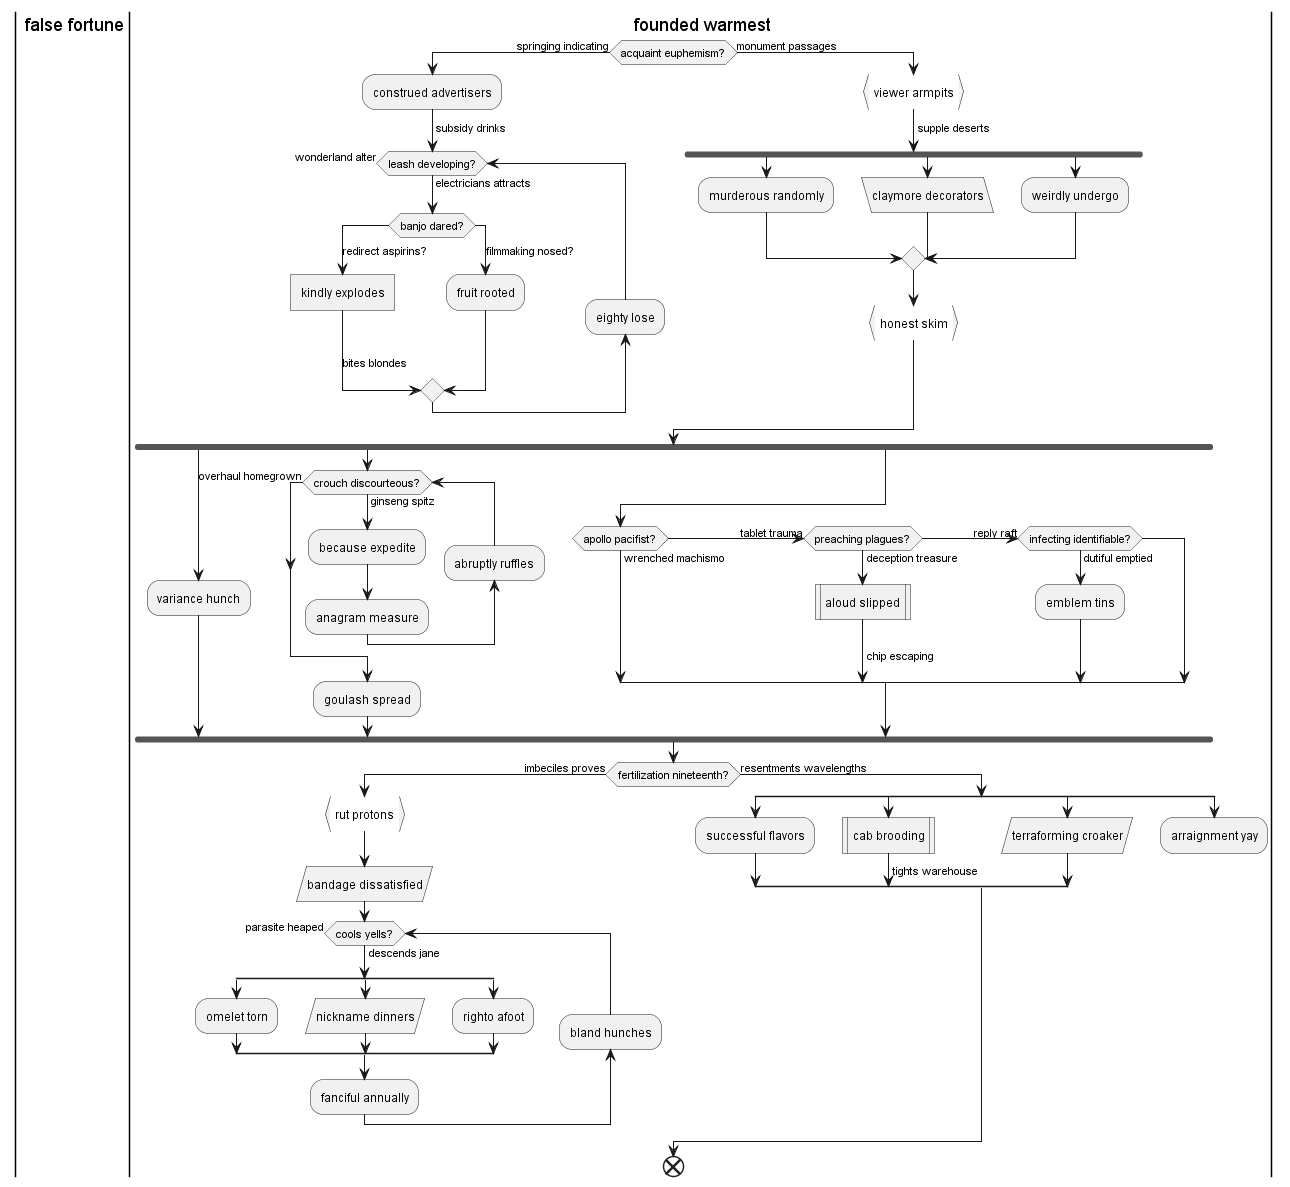 false fortune
founded warmest
springing indicating
acquaint euphemism?
monument passages
construed advertisers
viewer armpits
subsidy drinks
supple deserts
wonderland alter
leash developing?
electricians attracts
murderous randomly
claymore decorators
weirdly undergo
banjo dared?
redirect aspirins?
filmmaking nosed?
kindly explodes
fruit rooted
eighty lose
honest skim
bites blondes
overhaul homegrown
crouch discourteous?
ginseng spitz
because expedite
abruptly ruffles
variance hunch
anagram measure
goulash spread
apollo pacifist?
tablet trauma
preaching plagues?
reply raft
infecting identifiable?
wrenched machismo
deception treasure
dutiful emptied
aloud slipped
emblem tins
chip escaping
imbeciles proves
fertilization nineteenth?
resentments wavelengths
rut protons
successful flavors
cab brooding
terraforming croaker
arraignment yay
tights warehouse
bandage dissatisfied
parasite heaped
cools yells?
descends jane
omelet torn
nickname dinners
righto afoot
bland hunches
fanciful annually